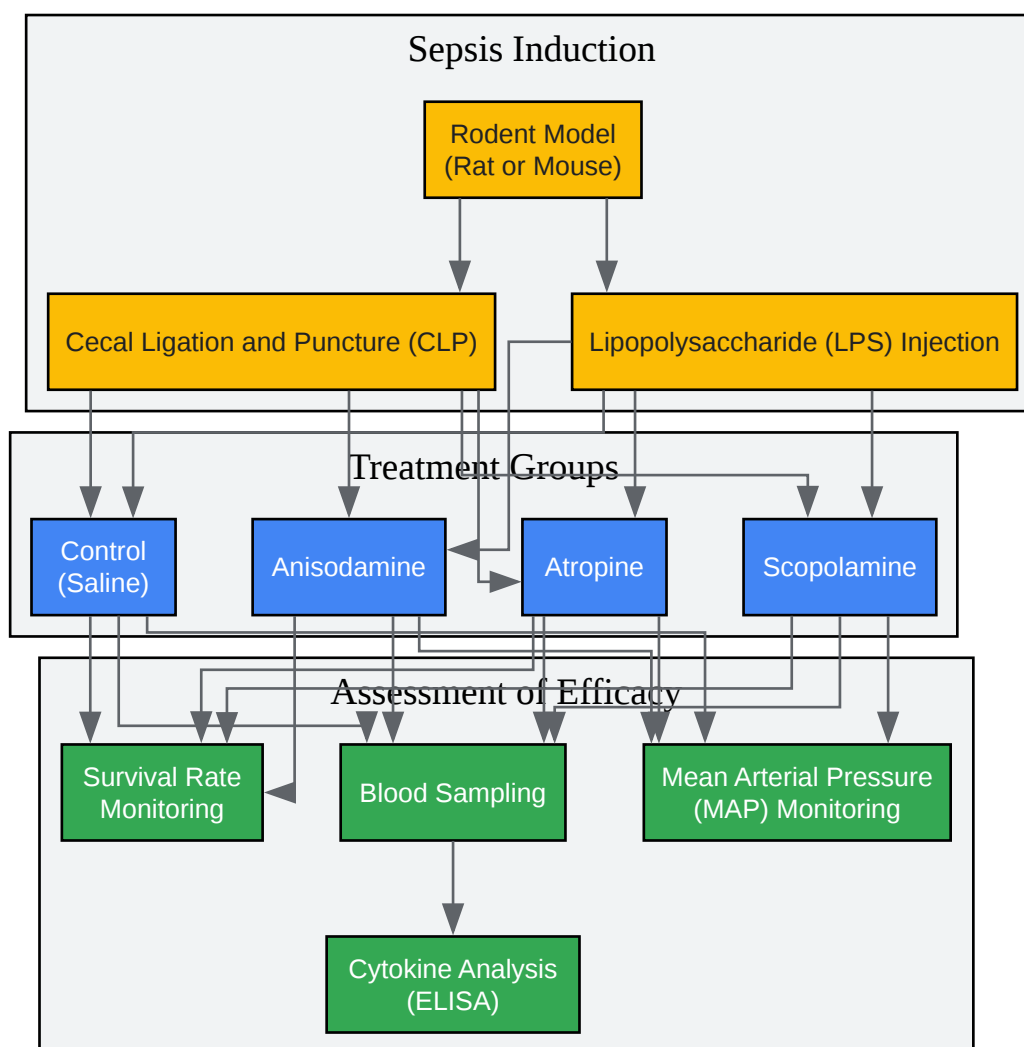 Sepsis Induction
Rodent Model
(Rat or Mouse)
Cecal Ligation and Puncture (CLP)
Lipopolysaccharide (LPS) Injection
Treatment Groups
Control
(Saline)
Anisodamine
Atropine
Scopolamine
Assessment of Efficacy
Survival Rate
Monitoring
Blood Sampling
Mean Arterial Pressure
(MAP) Monitoring
Cytokine Analysis
(ELISA)